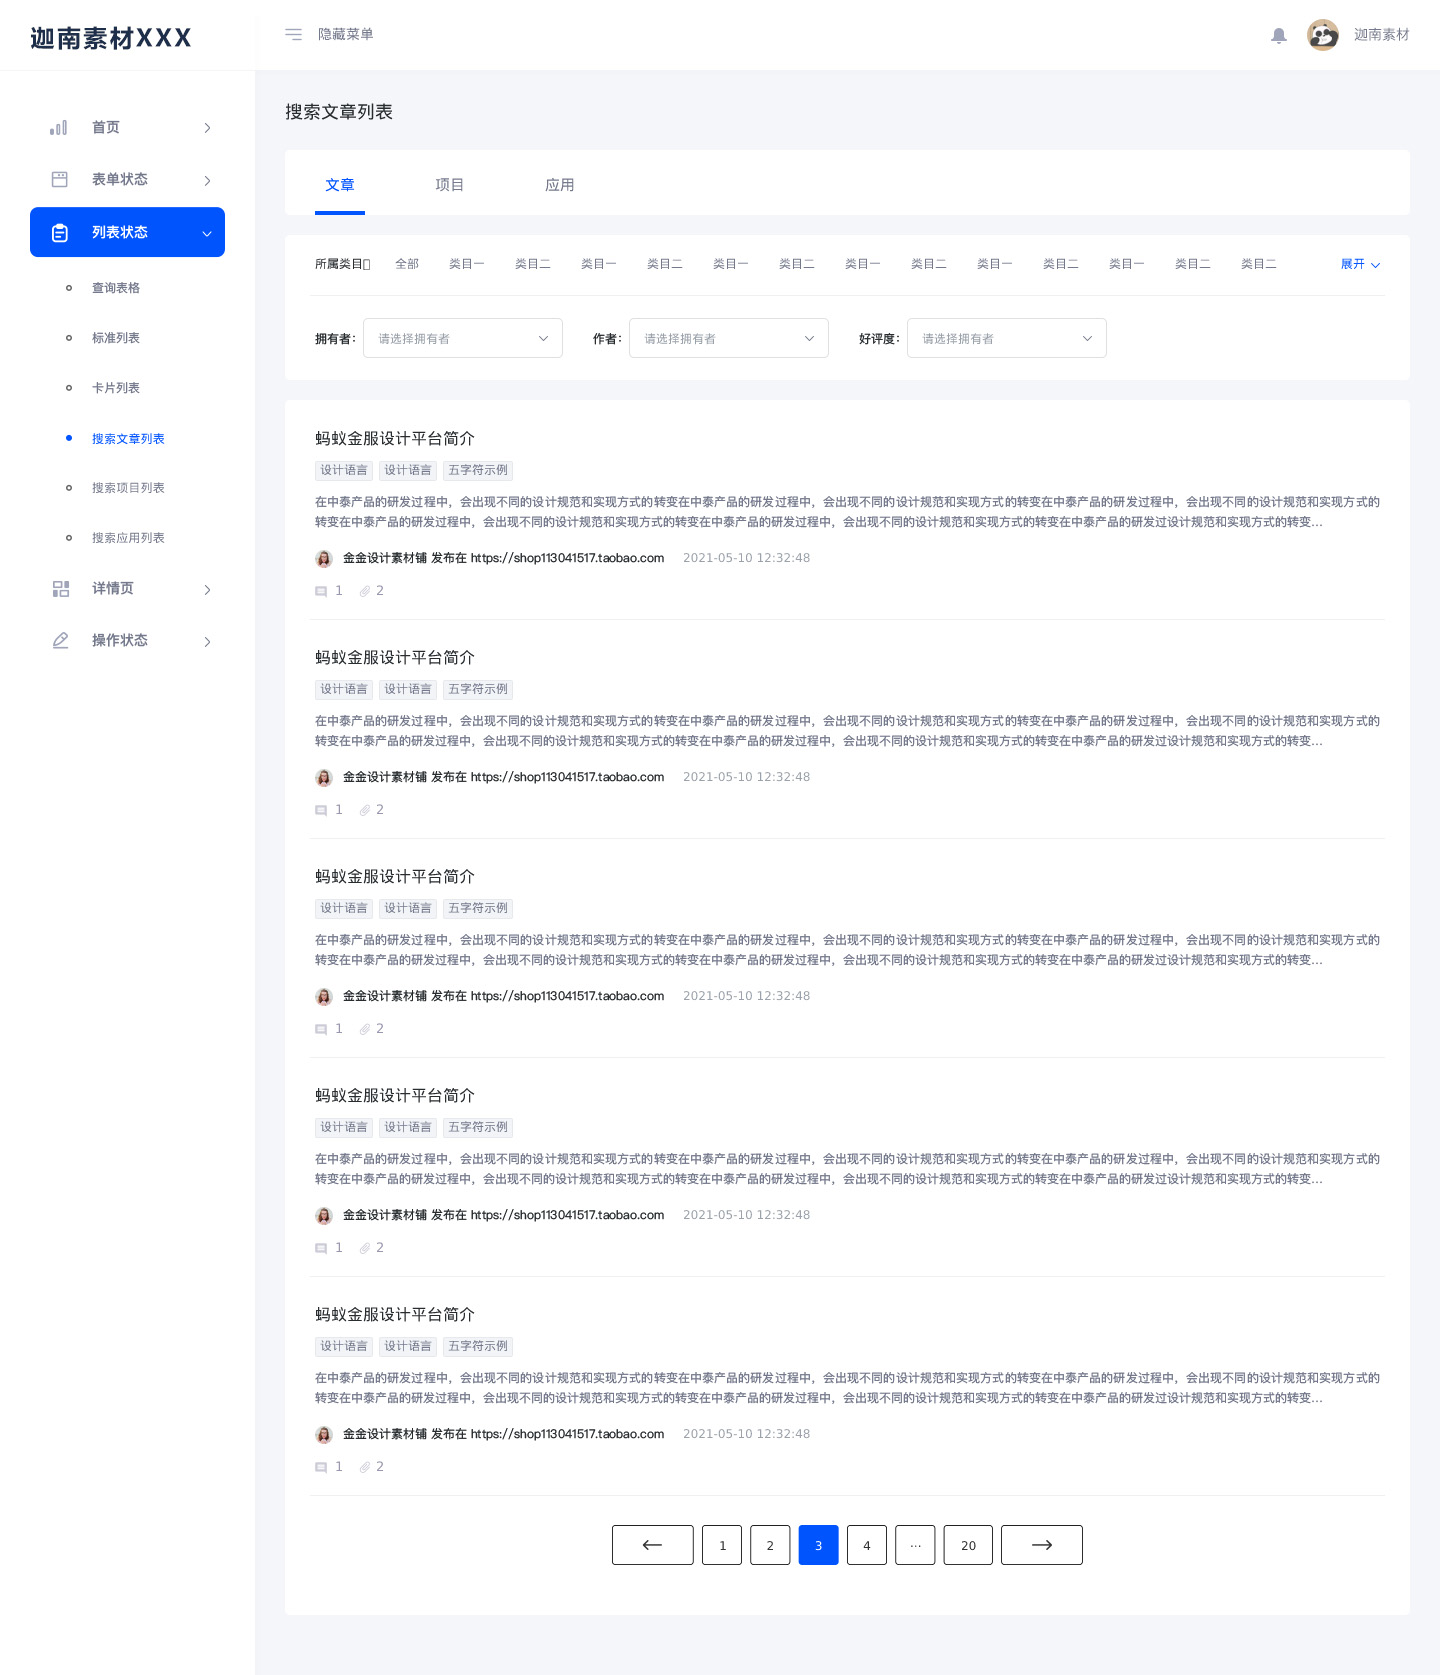 迦南素材XXX
隐藏菜单
迦南素材
首页
表单状态
列表状态
查询表格
标准列表
卡片列表
搜索文章列表
搜索项目列表
搜索应用列表
详情页
操作状态
搜索文章列表
文章 项目 应用
所属类目 全部 类目一 类目二 类目一 类目二 类目一 类目二 类目一 类目二 类目一 类目二 类目一 类目二 类目二 展开
拥有者： 请选择拥有者 作者： 请选择拥有者 好评度： 请选择拥有者
蚂蚁金服设计平台简介
设计语言 设计语言 五字符示例
在中泰产品的研发过程中，会出现不同的设计规范和实现方式的转变在中泰产品的研发过程中，会出现不同的设计规范和实现方式的转变在中泰产品的研发过程中，会出现不同的设计规范和实现方式的
转变在中泰产品的研发过程中，会出现不同的设计规范和实现方式的转变在中泰产品的研发过程中，会出现不同的设计规范和实现方式的转变在中泰产品的研发过设计规范和实现方式的转变...
金金设计素材铺 发布在 https://shop113041517.taobao.com 2021-05-10 12:32:48
1 2
蚂蚁金服设计平台简介
设计语言 设计语言 五字符示例
在中泰产品的研发过程中，会出现不同的设计规范和实现方式的转变在中泰产品的研发过程中，会出现不同的设计规范和实现方式的转变在中泰产品的研发过程中，会出现不同的设计规范和实现方式的
转变在中泰产品的研发过程中，会出现不同的设计规范和实现方式的转变在中泰产品的研发过程中，会出现不同的设计规范和实现方式的转变在中泰产品的研发过设计规范和实现方式的转变...
金金设计素材铺 发布在 https://shop113041517.taobao.com 2021-05-10 12:32:48
1 2
蚂蚁金服设计平台简介
设计语言 设计语言 五字符示例
在中泰产品的研发过程中，会出现不同的设计规范和实现方式的转变在中泰产品的研发过程中，会出现不同的设计规范和实现方式的转变在中泰产品的研发过程中，会出现不同的设计规范和实现方式的
转变在中泰产品的研发过程中，会出现不同的设计规范和实现方式的转变在中泰产品的研发过程中，会出现不同的设计规范和实现方式的转变在中泰产品的研发过设计规范和实现方式的转变...
金金设计素材铺 发布在 https://shop113041517.taobao.com 2021-05-10 12:32:48
1 2
蚂蚁金服设计平台简介
设计语言 设计语言 五字符示例
在中泰产品的研发过程中，会出现不同的设计规范和实现方式的转变在中泰产品的研发过程中，会出现不同的设计规范和实现方式的转变在中泰产品的研发过程中，会出现不同的设计规范和实现方式的
转变在中泰产品的研发过程中，会出现不同的设计规范和实现方式的转变在中泰产品的研发过程中，会出现不同的设计规范和实现方式的转变在中泰产品的研发过设计规范和实现方式的转变...
金金设计素材铺 发布在 https://shop113041517.taobao.com 2021-05-10 12:32:48
1 2
蚂蚁金服设计平台简介
设计语言 设计语言 五字符示例
在中泰产品的研发过程中，会出现不同的设计规范和实现方式的转变在中泰产品的研发过程中，会出现不同的设计规范和实现方式的转变在中泰产品的研发过程中，会出现不同的设计规范和实现方式的
转变在中泰产品的研发过程中，会出现不同的设计规范和实现方式的转变在中泰产品的研发过程中，会出现不同的设计规范和实现方式的转变在中泰产品的研发过设计规范和实现方式的转变...
金金设计素材铺 发布在 https://shop113041517.taobao.com 2021-05-10 12:32:48
1 2
1 2 3 4 ··· 20